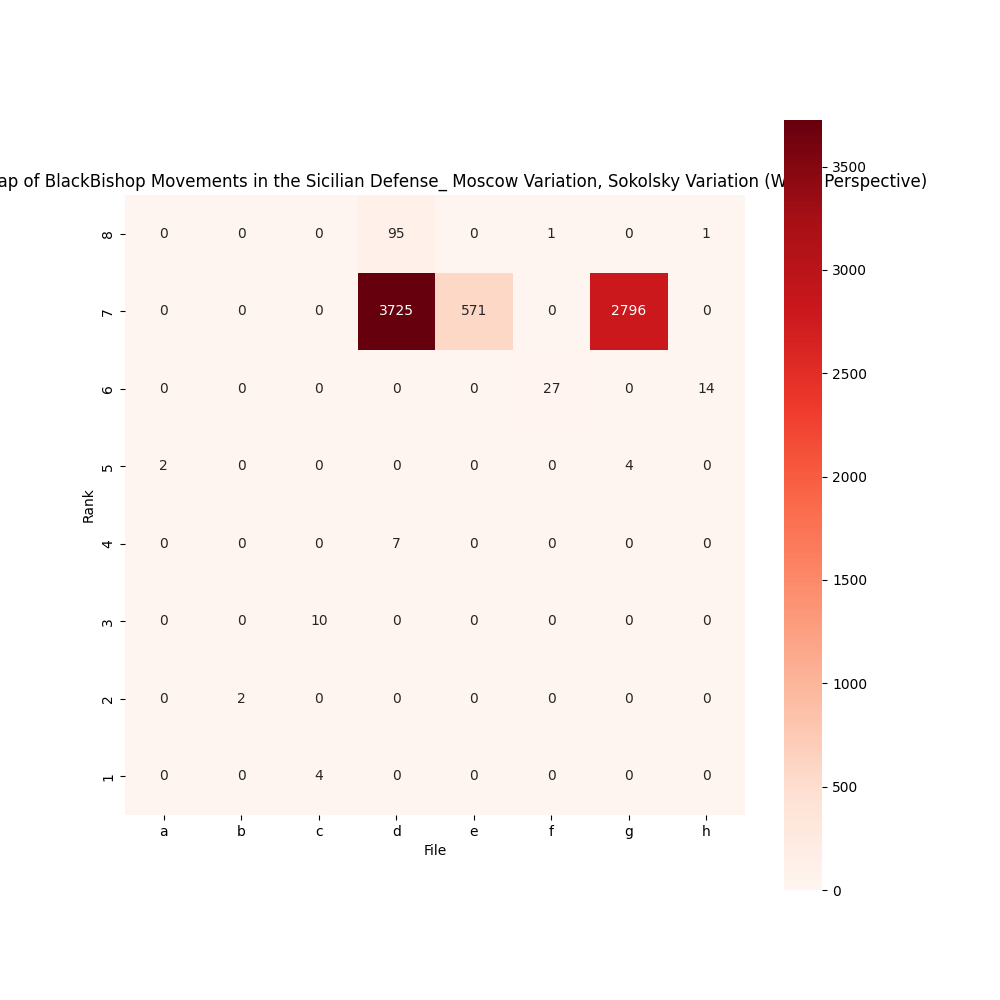 ap of BlackBishop Movements in the Sicilian Defense_ Moscow Variation, Sokolsky Variation (W Perspective)
8 0 0 0 95 0 1 0 1
7 0 0 0 3725 571 0 2796 0
6 0 0 0 0 0 27 0 14
5 2 0 0 0 0 0 4 0
4 0 0 0 7 0 0 0 0
3 0 0 10 0 0 0 0 0
2 0 2 0 0 0 0 0 0
1 0 0 4 0 0 0 0 0
a b c d e f g h
File
Rank
3500
3000
2500
2000
1500
1000
500
0